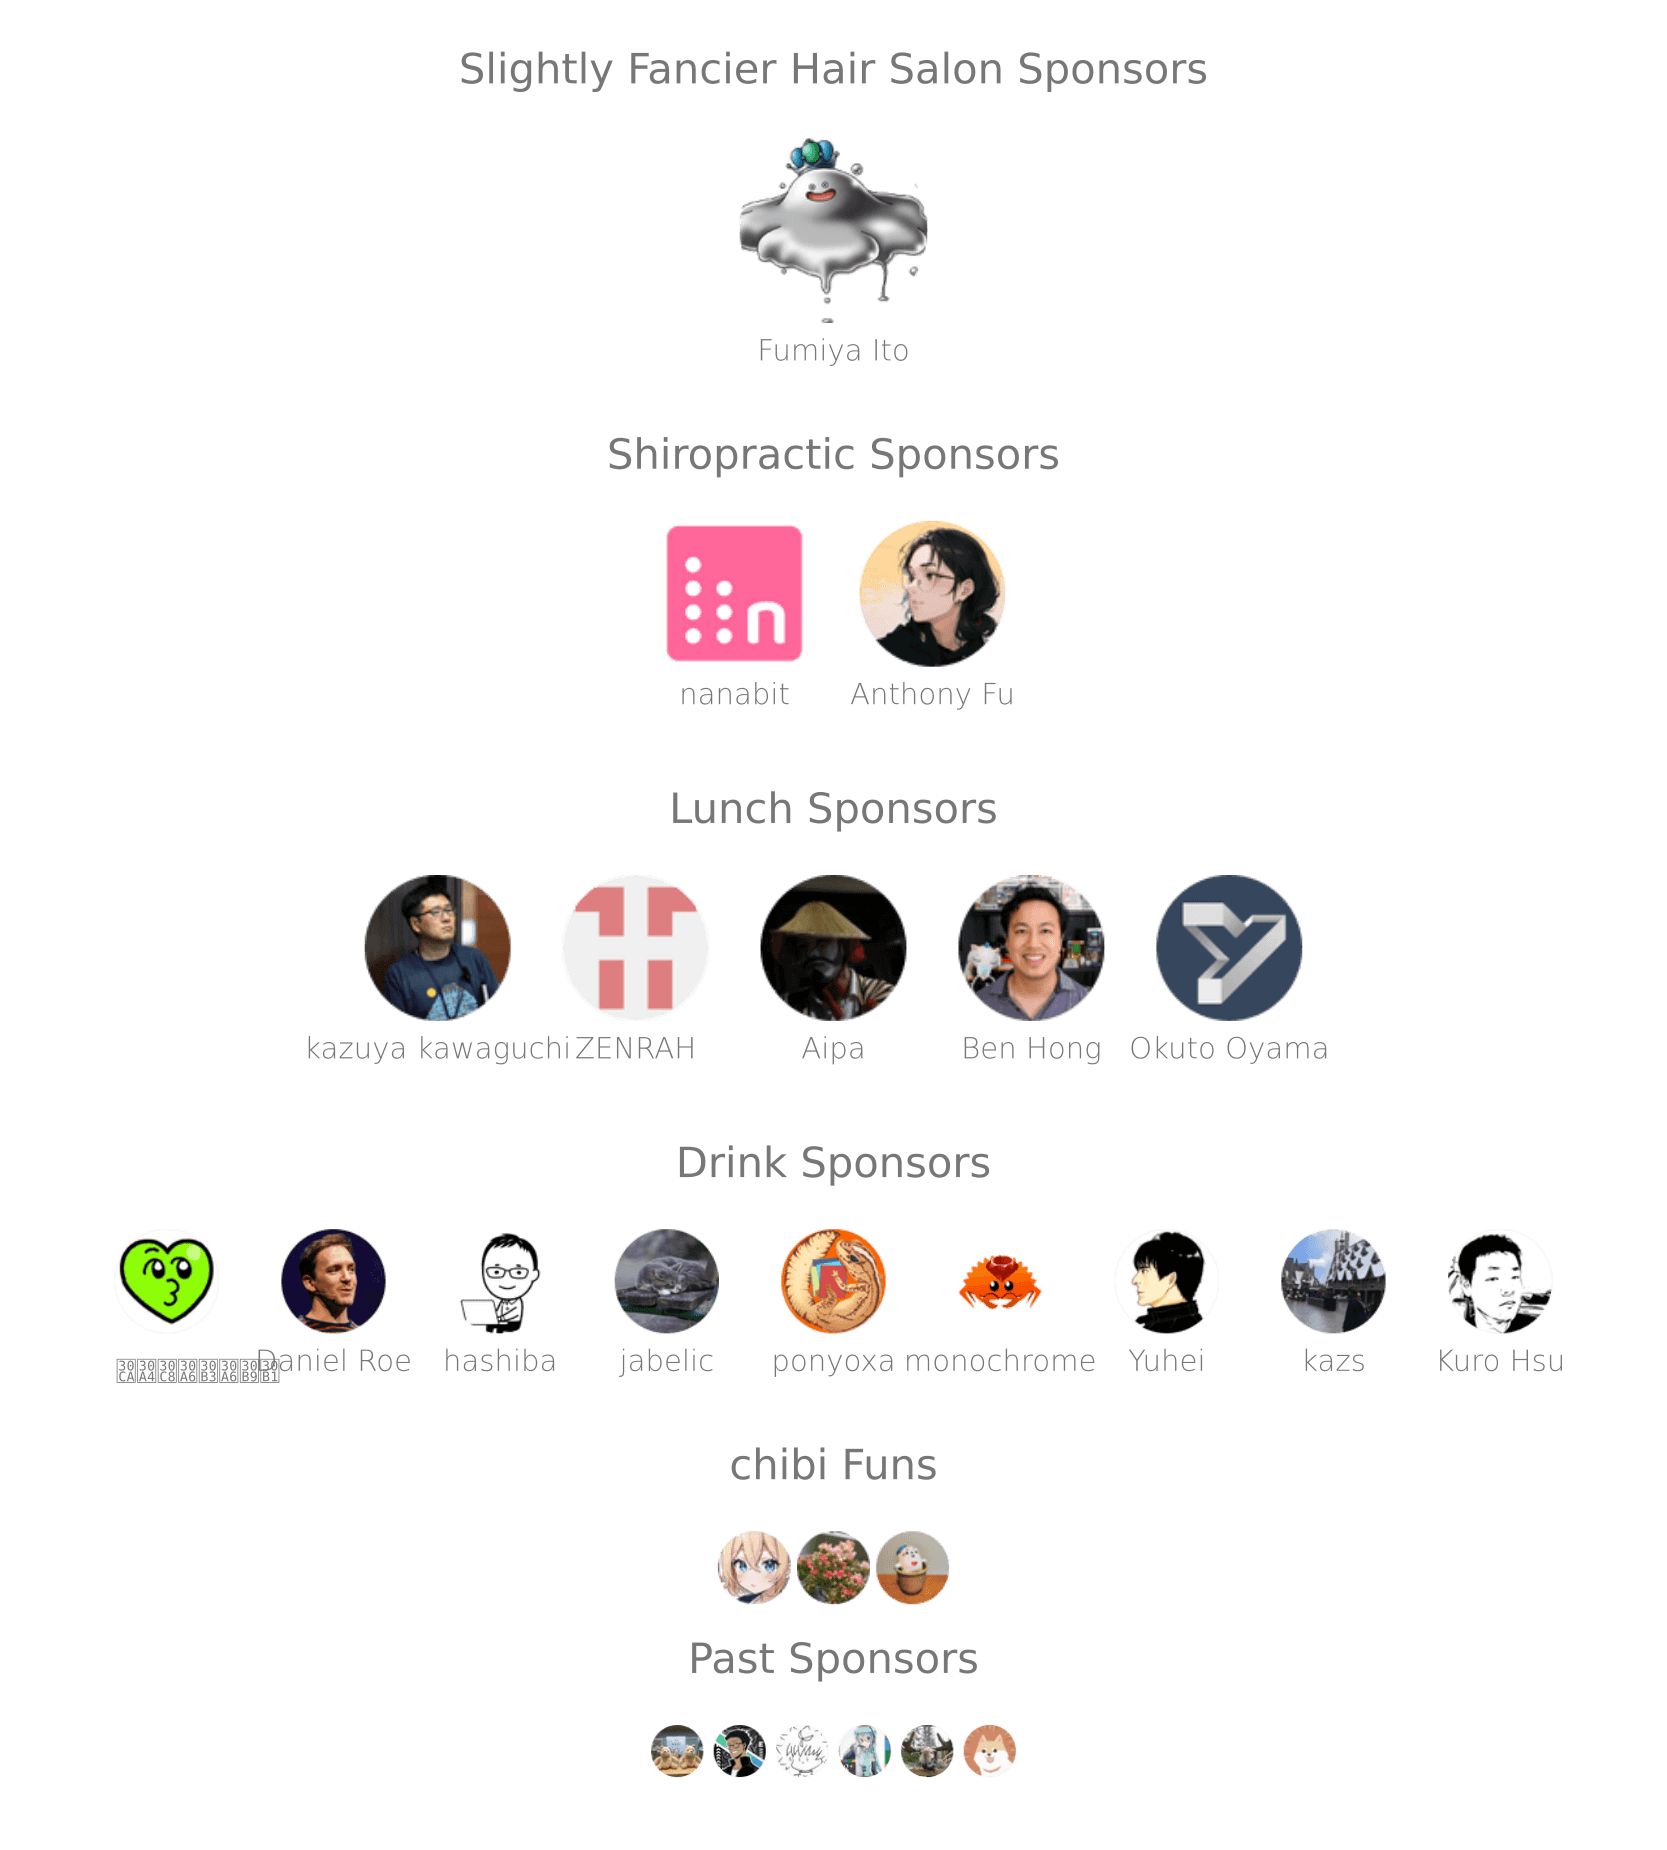 Slightly Fancier Hair Salon Sponsors
Fumiya Ito
Shiropractic Sponsors
n
nanabit Anthony Fu
Lunch Sponsors
kazuya kawaguchi ZENRAH Aipa Ben Hong Okuto Oyama
Drink Sponsors
Daniel Roe hashiba jabelic ponyoxa monochrome Yuhei kazs Kuro Hsu
chibi Funs
Past Sponsors